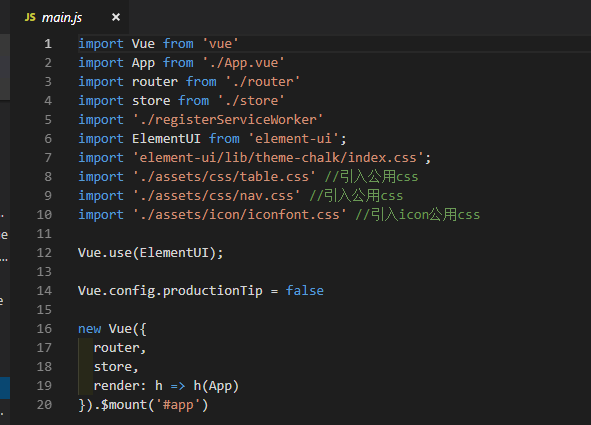 JS main.js ×
1 import Vue from 'vue'
2 import App from './App.vue'
3 import router from './router'
4 import store from './store'
5 import './registerServiceWorker'
6 import ElementUI from 'element-ui';
7 import 'element-ui/lib/theme-chalk/index.css';
8 import './assets/css/table.css' //引入公用css
9 import './assets/css/nav.css' //引入公用css
10 import './assets/icon/iconfont.css' //引入icon公用css
11
12 Vue.use(ElementUI);
13
14 Vue.config.productionTip = false
15
16 new Vue({
17   router,
18   store,
19   render: h => h(App)
20 }).$mount('#app')